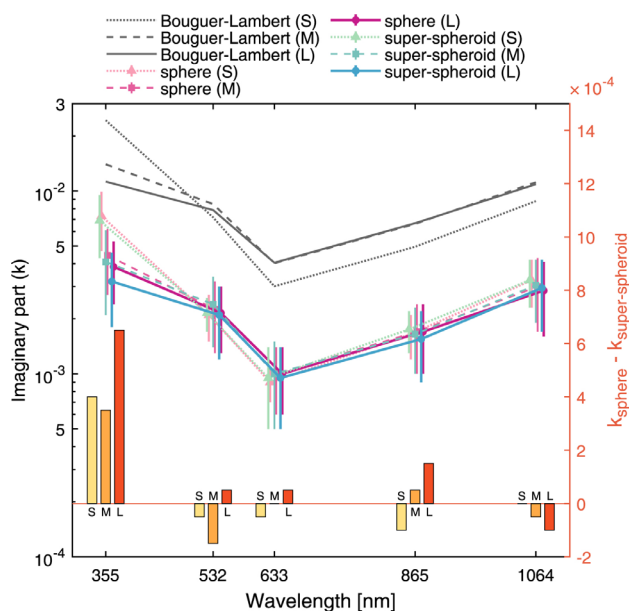 Bouguer-Lambert (S)
Bouguer-Lambert (M)
Bouguer-Lambert (L)
sphere (S)
sphere (M)
sphere (L)
super-spheroid (S)
super-spheroid (M)
super-spheroid (L)
× 10⁻⁴
3
10⁻²
5
10⁻³
5
10⁻⁴
Imaginary part (k)
14
12
10
8
6
4
2
0
-2
k_sphere - k_super-spheroid
S M L
S M L
S M L
S M L
S M L
355 532 633 865 1064
Wavelength [nm]